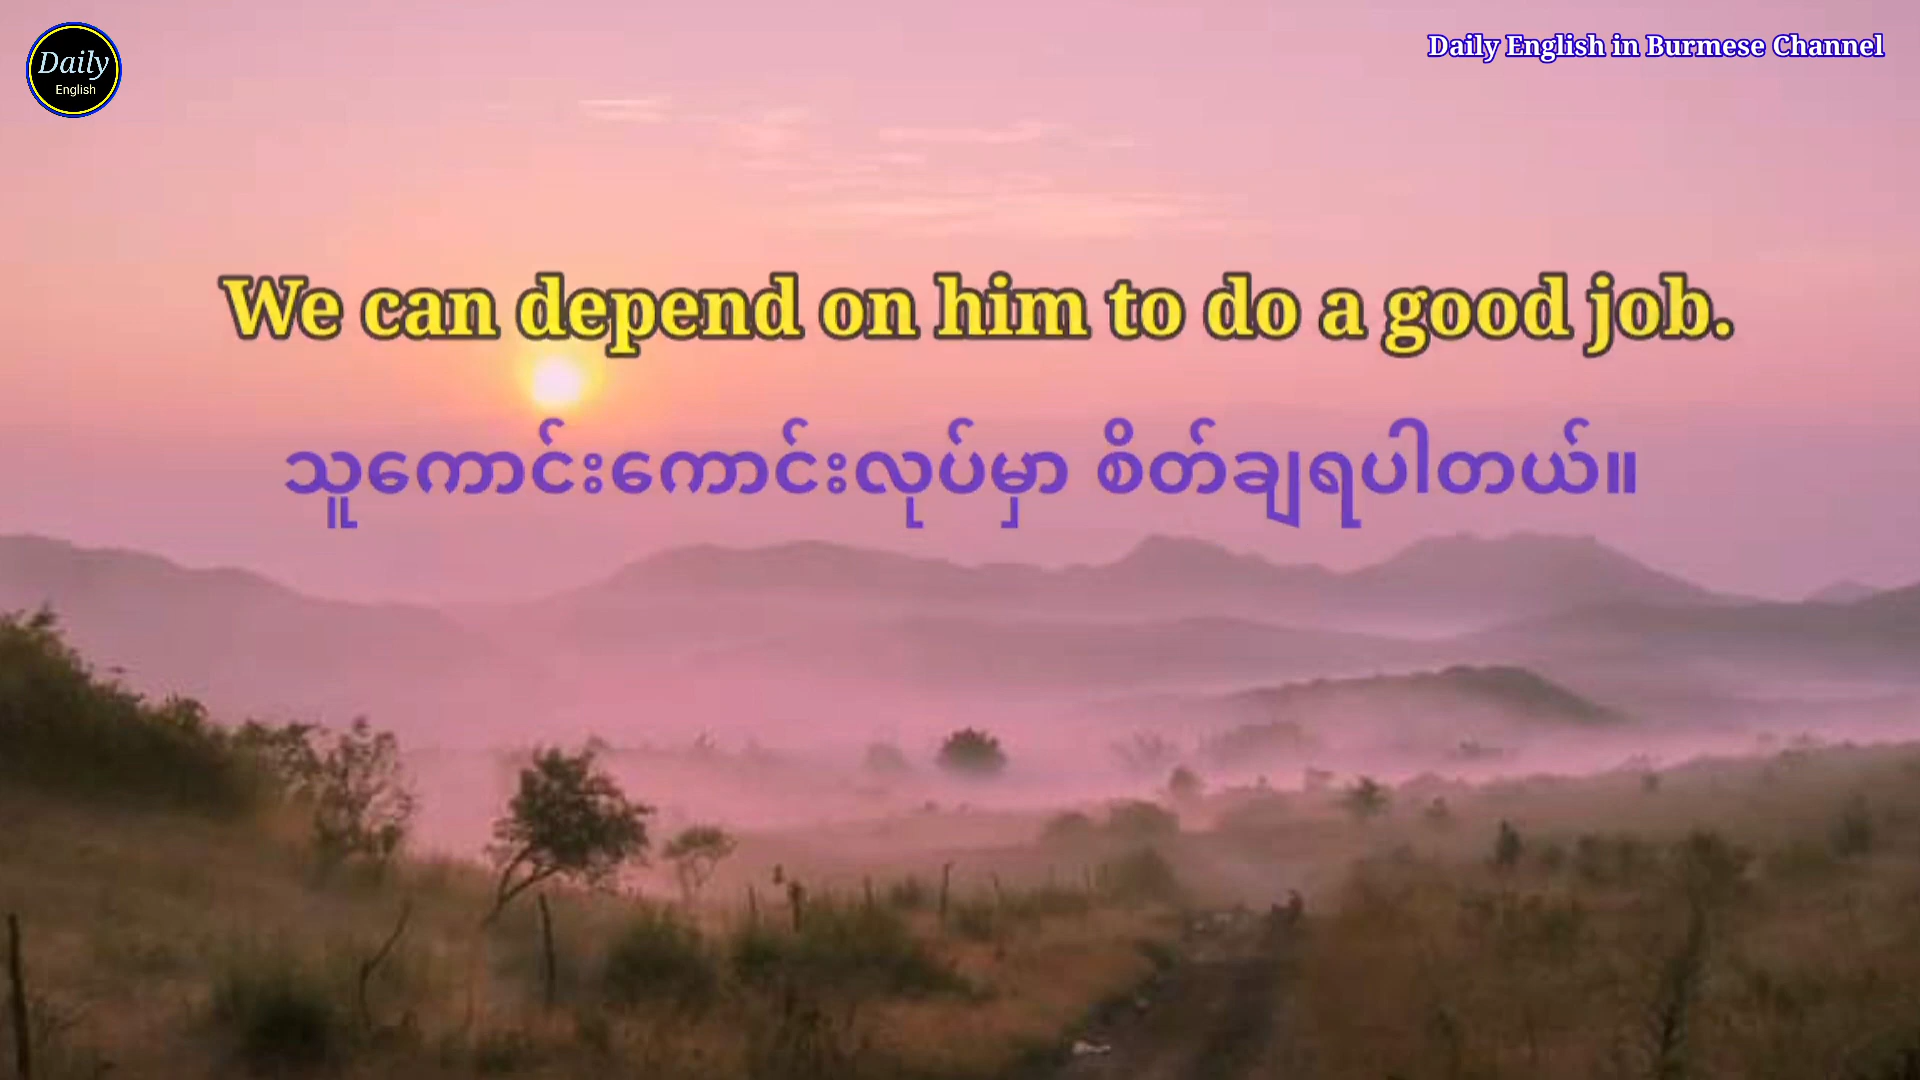 Daily
English
Daily English in Burmese Channel
We can depend on him to do a good job.
သူကောင်းကောင်းလုပ်မှာ စိတ်ချရပါတယ်။